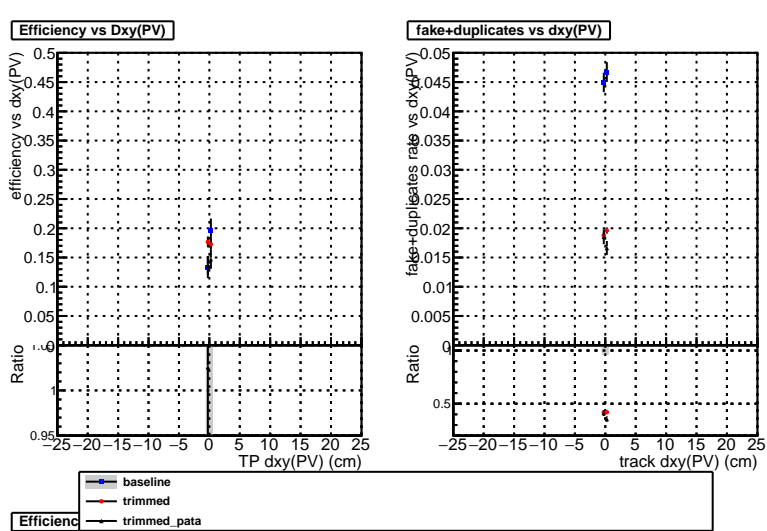 Efficiency vs Dxy(PV)
fake+duplicates vs dxy(PV)
efficiency vs dxy(PV)
0.5
0.45
0.4
0.35
0.3
0.25
0.2
0.15
0.1
0.05
0
Ratio
1
0.95
−25 −20 −15 −10 −5 0 5 10 15 20 25
TP dxy(PV) (cm)
fake+duplicates rate vs dxy(PV)
0.05
0.045
0.04
0.035
0.03
0.025
0.02
0.015
0.01
0.005
0
Ratio
1
0.5
−25 −20 −15 −10 −5 0 5 10 15 20 25
track dxy(PV) (cm)
baseline
trimmed
trimmed_pata
Efficienc